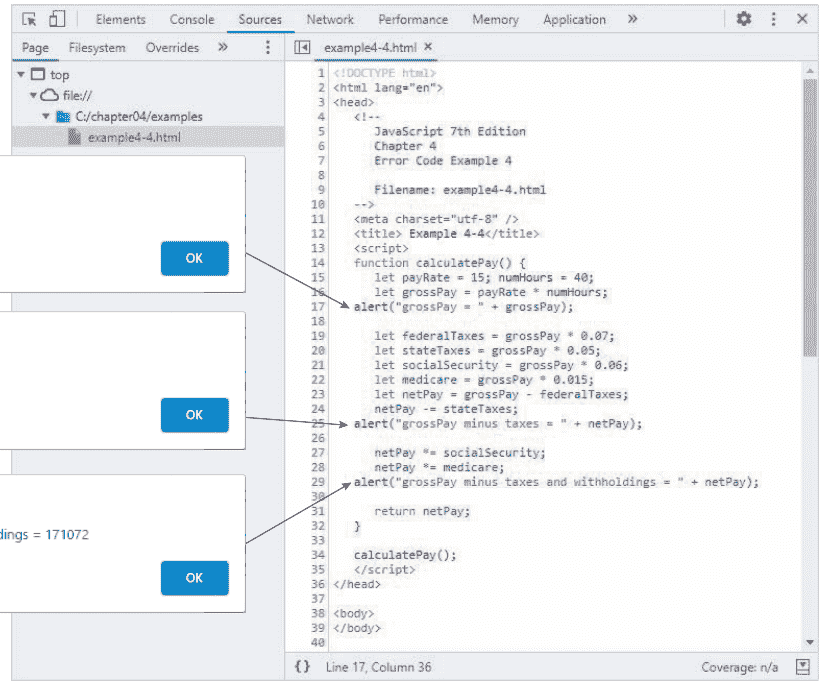 Elements Console Sources Network Performance Memory Application »
Page Filesystem Overrides » example4-4.html ×
top
file://
C:/chapter04/examples
example4-4.html
OK
OK
dings = 171072
OK
1 <!DOCTYPE html>
2 <html lang="en">
3 <head>
4 <!--
5 JavaScript 7th Edition
6 Chapter 4
7 Error Code Example 4
8
9 Filename: example4-4.html
10 -->
11 <meta charset="utf-8" />
12 <title> Example 4-4</title>
13 <script>
14 function calculatePay() {
15 let payRate = 15; numHours = 40;
16 let grossPay = payRate * numHours;
17 alert("grossPay = " + grossPay);
18
19 let federalTaxes = grossPay * 0.07;
20 let stateTaxes = grossPay * 0.05;
21 let socialSecurity = grossPay * 0.06;
22 let medicare = grossPay * 0.015;
23 let netPay = grossPay - federalTaxes;
24 netPay -= stateTaxes;
25 alert("grossPay minus taxes = " + netPay);
26
27 netPay *= socialSecurity;
28 netPay *= medicare;
29 alert("grossPay minus taxes and withholdings = " + netPay);
30
31 return netPay;
32 }
33
34 calculatePay();
35 </script>
36 </head>
37
38 <body>
39 </body>
40
{} Line 17, Column 36 Coverage: n/a